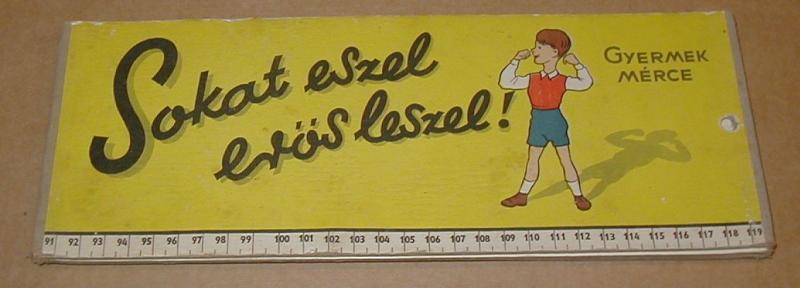 Sokat eszel
erős leszel!
GYERMEK
MÉRCE
91 92 93 94 95 96 97 98 99 100 101 102 103 104 105 106 107 108 109 110 111 112 113 114 115 116 117 118 119